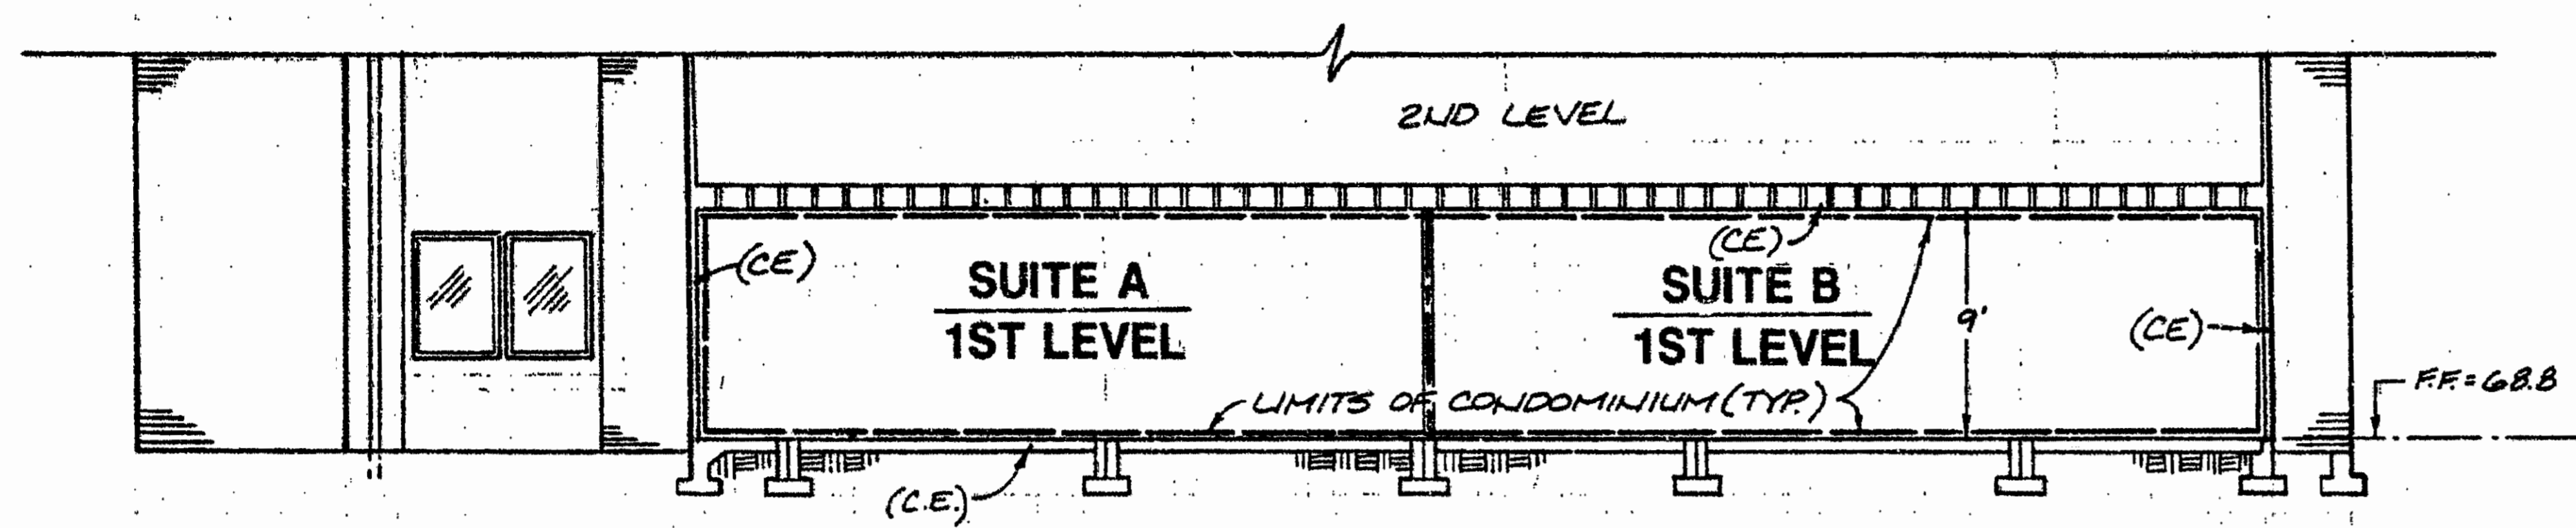 2ND LEVEL
(CE)
SUITE A
1ST LEVEL
(CE)
SUITE B
1ST LEVEL
9'
(CE)
F.F.=68.8
LIMITS OF CONDOMINIUM (TYP.)
(C.E.)